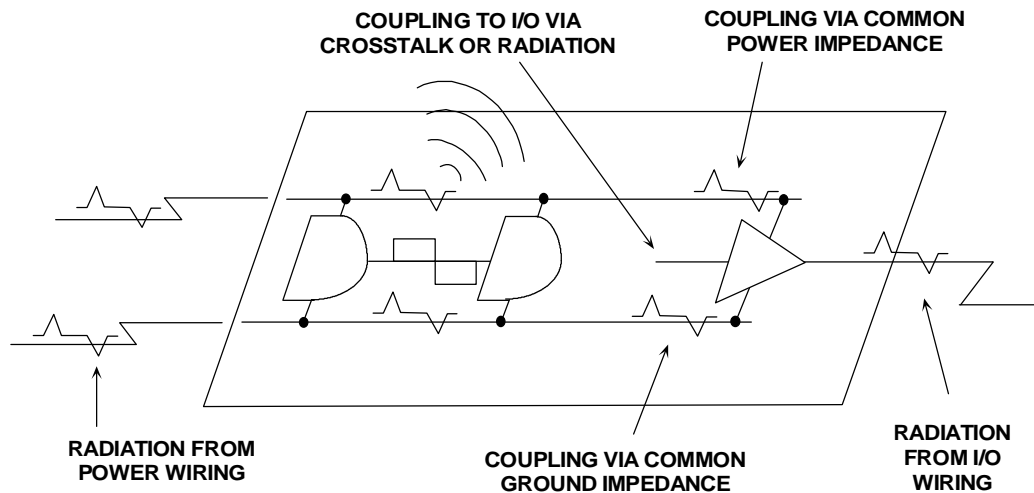 COUPLING TO I/O VIA
CROSSTALK OR RADIATION
COUPLING VIA COMMON
POWER IMPEDANCE
RADIATION FROM
POWER WIRING
COUPLING VIA COMMON
GROUND IMPEDANCE
RADIATION
FROM I/O
WIRING